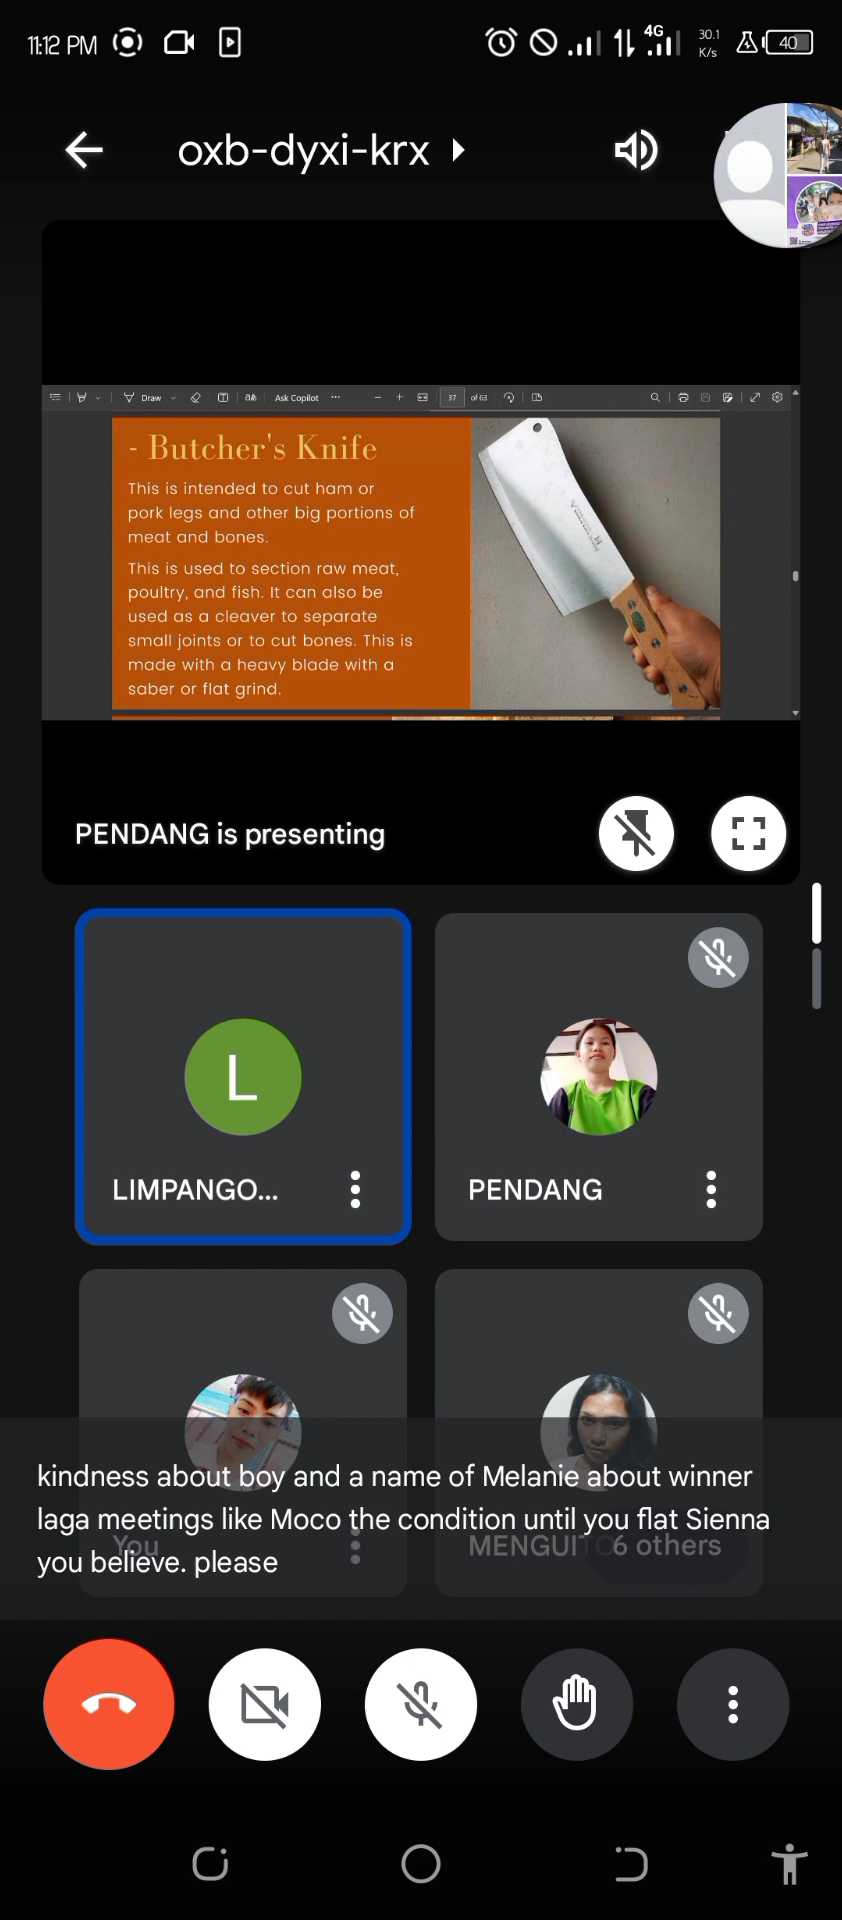 11:12 PM
4G
30.1
K/s
40
oxb-dyxi-krx
Draw
aあ
Ask Copilot
37
of 63
- Butcher's Knife
This is intended to cut ham or
pork legs and other big portions of
meat and bones.
This is used to section raw meat,
poultry, and fish. It can also be
used as a cleaver to separate
small joints or to cut bones. This is
made with a heavy blade with a
saber or flat grind.
PENDANG is presenting
L
LIMPANGO...
PENDANG
kindness about boy and a name of Melanie about winner
laga meetings like Moco the condition until you flat Sienna
you believe. please
You
MENGUITO
6 others